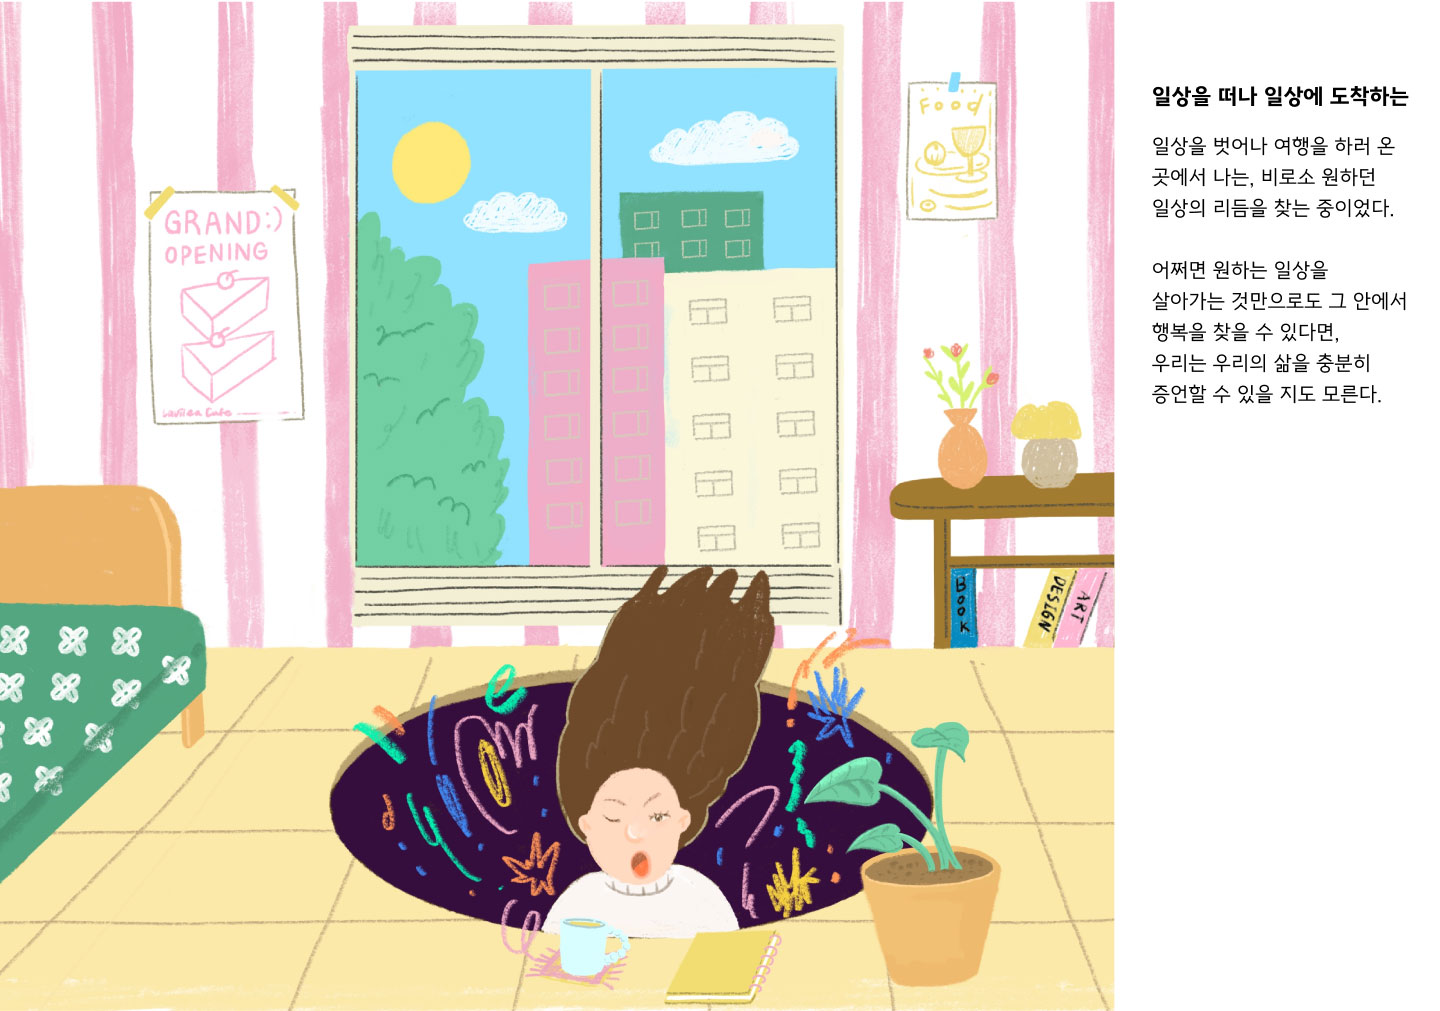 일상을 떠나 일상에 도착하는
일상을 벗어나 여행을 하러 온
곳에서 나는, 비로소 원하던
일상의 리듬을 찾는 중이었다.
어쩌면 원하는 일상을
살아가는 것만으로도 그 안에서
행복을 찾을 수 있다면,
우리는 우리의 삶을 충분히
증언할 수 있을 지도 모른다.
GRAND:)
OPENING
Cafe
Food
BOOK
DESIGN
ART